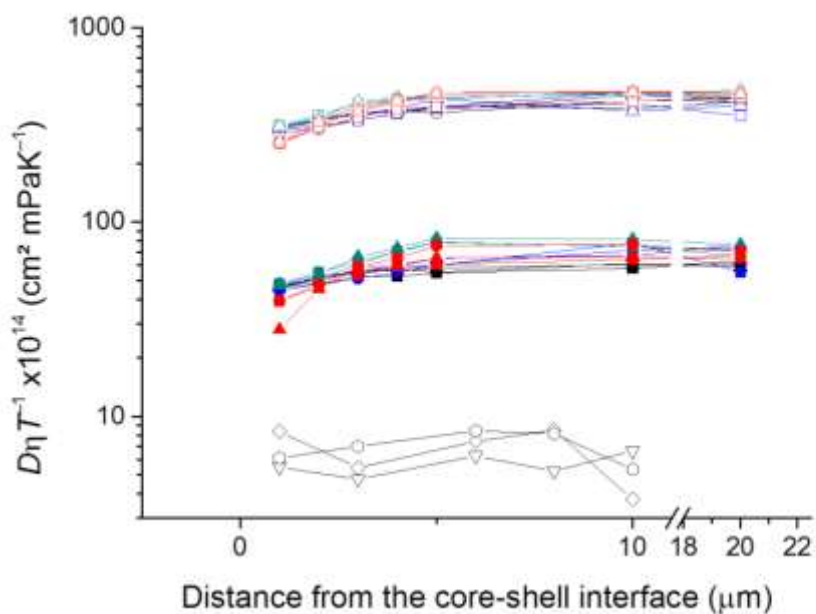 1000
100
10
DηT⁻¹ x10¹⁴ (cm² mPaK⁻¹)
0 10 18 20 22
Distance from the core-shell interface (μm)